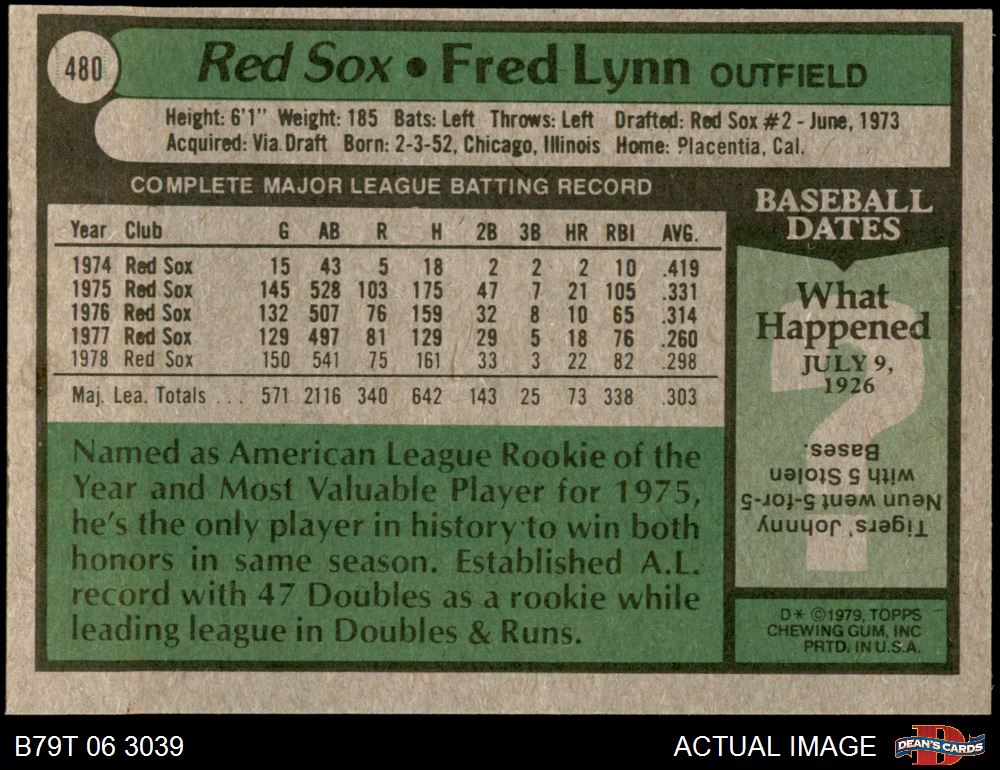 480
Red Sox • Fred Lynn OUTFIELD
Height: 6'1" Weight: 185 Bats: Left Throws: Left Drafted: Red Sox #2 - June, 1973
Acquired: Via Draft Born: 2-3-52, Chicago, Illinois Home: Placentia, Cal.
COMPLETE MAJOR LEAGUE BATTING RECORD
Year Club G AB R H 2B 3B HR RBI AVG.
1974 Red Sox 15 43 5 18 2 2 2 10 .419
1975 Red Sox 145 528 103 175 47 7 21 105 .331
1976 Red Sox 132 507 76 159 32 8 10 65 .314
1977 Red Sox 129 497 81 129 29 5 18 76 .260
1978 Red Sox 150 541 75 161 33 3 22 82 .298
Maj. Lea. Totals ... 571 2116 340 642 143 25 73 338 .303
Named as American League Rookie of the
Year and Most Valuable Player for 1975,
he's the only player in history to win both
honors in same season. Established A.L.
record with 47 Doubles as a rookie while
leading league in Doubles & Runs.
BASEBALL
DATES
What
Happened
JULY 9,
1926
?
Tigers' Johnny
Neun went 5-for-5
with 5 Stolen
Bases.
D* ©1979, TOPPS
CHEWING GUM, INC
PRTD. IN U.S.A.
B79T 06 3039
ACTUAL IMAGE
D
DEAN'S CARDS